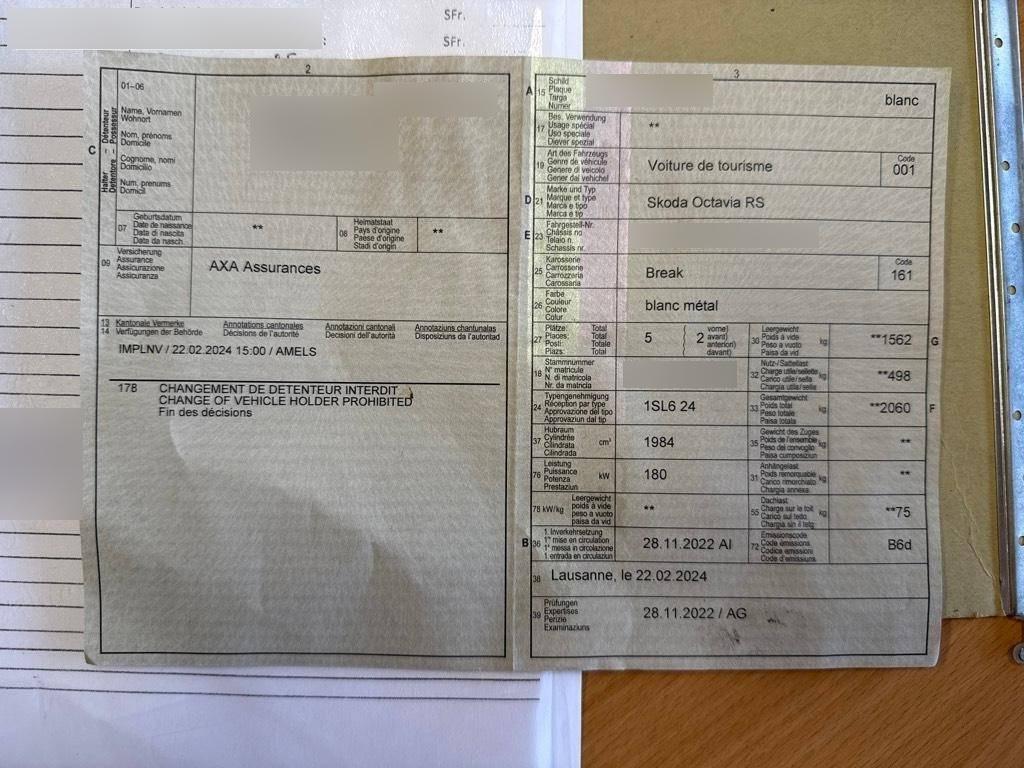 SFr.
SFr.
2
01–06
Halter – Détenteur
Detentore – Possessur
C
Name, Vornamen
Wohnort
Nom, prénoms
Domicile
Cognome, nomi
Domicilio
Num, prenums
Domicil
07
Geburtsdatum
Date de naissance
Data di nascita
Data da nasch.
**
08
Heimatstaat
Pays d'origine
Paese d'origine
Stadi d'origin
**
09
Versicherung
Assurance
Assicurazione
Assicuranza
AXA Assurances
13 Kantonale Vermerke Annotations cantonales Annotazioni cantonali Annotaziuns chantunalas
14 Verfügungen der Behörde Décisions de l'autorité Decisioni dell'autorità Disposiziuns da l'autoritad
IMPLNV / 22.02.2024 15:00 / AMELS
178 CHANGEMENT DE DETENTEUR INTERDIT
CHANGE OF VEHICLE HOLDER PROHIBITED
Fin des décisions
3
A
15
Schild
Plaque
Targa
Numer
blanc
17
Bes. Verwendung
Usage spécial
Uso speciale
Diever spezial
**
19
Art des Fahrzeugs
Genre de véhicule
Genere di veicolo
Gener dal vehichel
Voiture de tourisme
Code
001
D
21
Marke und Typ
Marque et type
Marca e tipo
Marca e tip
Skoda Octavia RS
E
23
Fahrgestell-Nr.
Châssis no
Telaio n.
Schassis nr.
25
Karosserie
Carrosserie
Carrozzeria
Carossaria
Break
Code
161
26
Farbe
Couleur
Colore
Colur
blanc métal
27
Plätze: Total
Places: Total
Posti: Totale
Plazs: Total
5
2
vorne)
avant)
anteriori)
davant)
30
Leergewicht
Poids à vide
Peso a vuoto
Paisa da vid
kg
**1562
G
18
Stammnummer
N° matricule
N. di matricola
Nr. da matricla
32
Nutz-/Sattellast
Charge utile/sellette
Carico utile/sella
Chargia utila/sella
kg
**498
24
Typengenehmigung
Réception par type
Approvazione del tipo
Approvaziun dal tip
1SL6 24
33
Gesamtgewicht
Poids total
Peso totale
Paisa totala
kg
**2060
F
37
Hubraum
Cylindrée
Cilindrata
Cilindrada
cm³
1984
35
Gewicht des Zuges
Poids de l'ensemble
Peso del convoglio
Paisa cumposiziun
kg
**
76
Leistung
Puissance
Potenza
Prestaziun
kW
180
31
Anhängelast
Poids remorquable
Carico rimorchiato
Chargia annexa
kg
**
78 kW/kg
Leergewicht
poids à vide
peso a vuoto
paisa da vid
**
55
Dachlast
Charge sur le toit
Carico sul tetto
Chargia sin il tetg
kg
**75
B
36
1. Inverkehrsetzung
1re mise en circulation
1a messa in circolazione
1. entrada en circulaziun
28.11.2022 AI
72
Emissionscode
Code émissions
Codice emissioni
Code d'emissiuns
B6d
38
Lausanne, le 22.02.2024
39
Prüfungen
Expertises
Perizie
Examinaziuns
28.11.2022 / AG